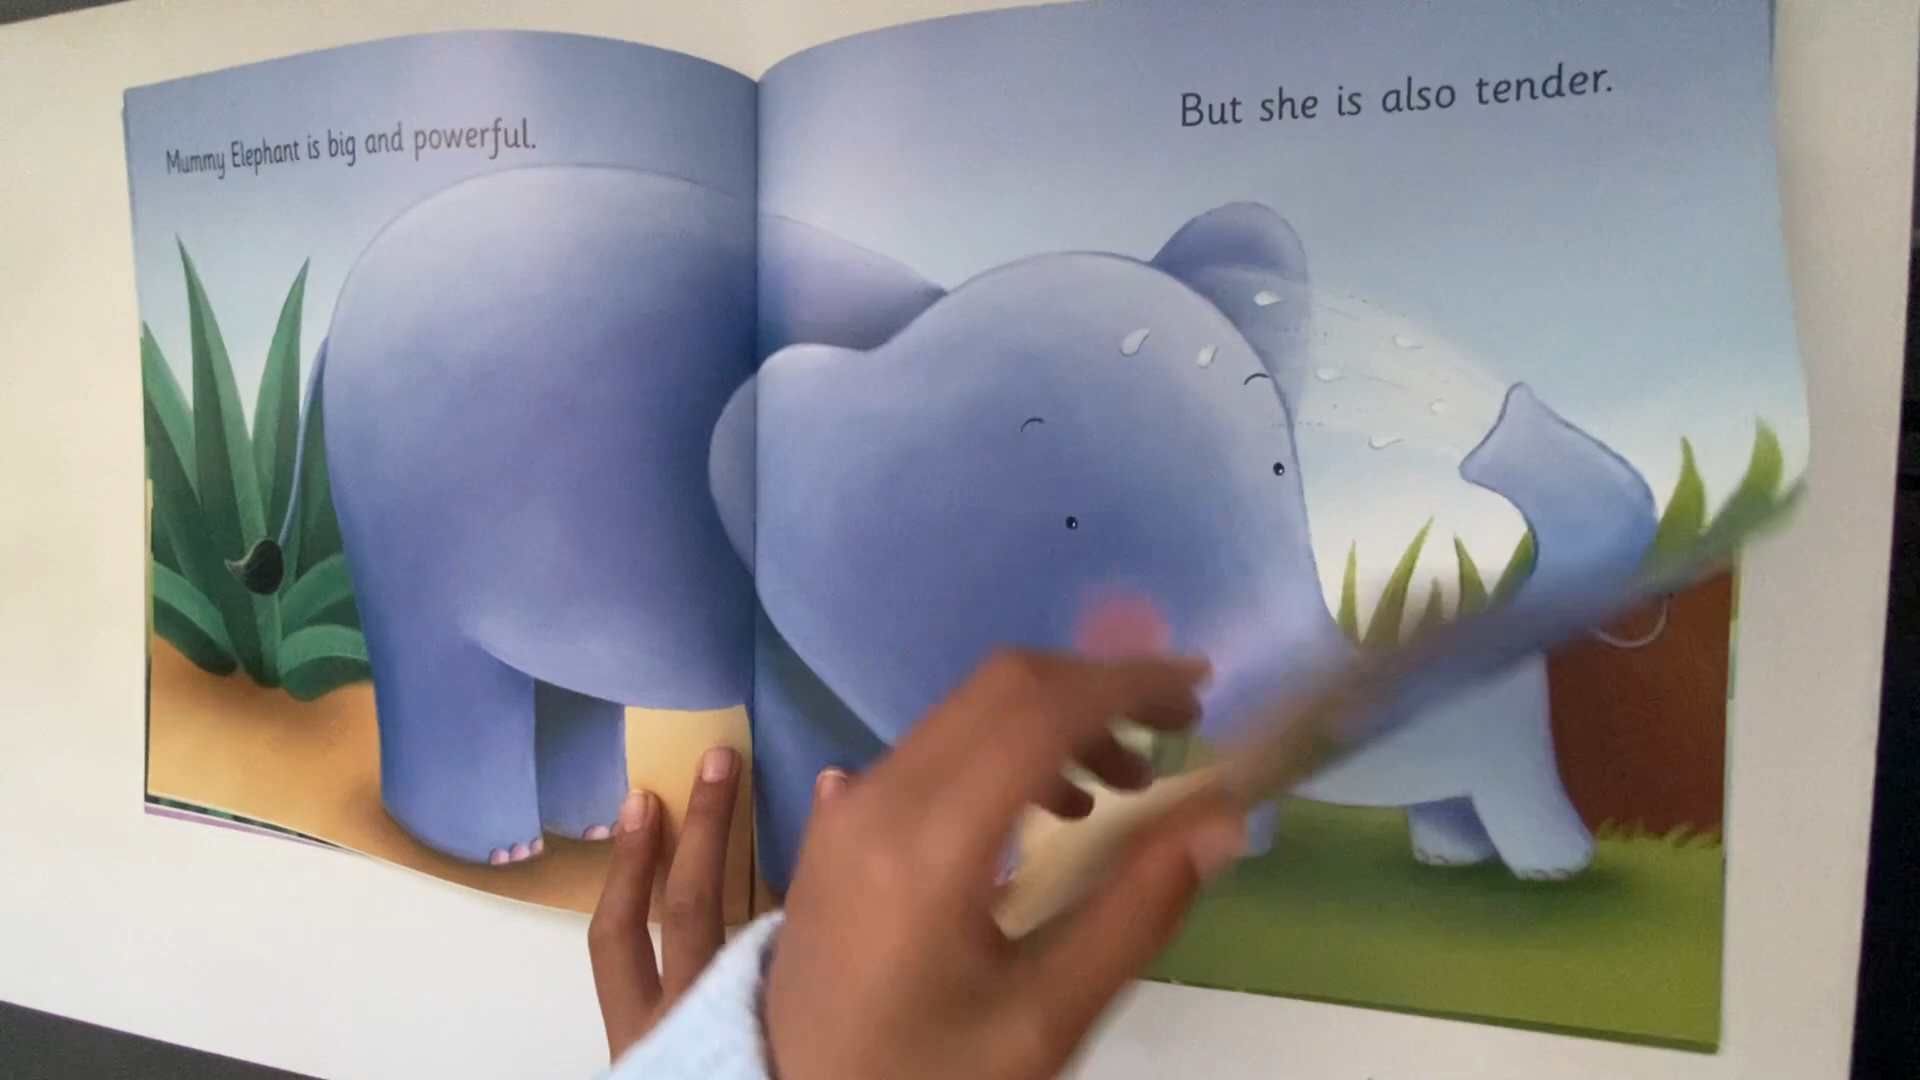 Mummy Elephant is big and powerful.
But she is also tender.